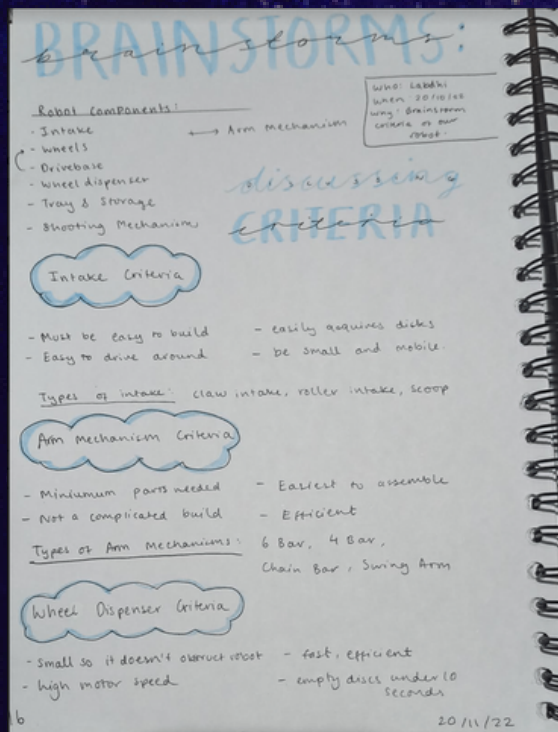 BRAINSTORMS:
brainstorms
Robot Components:
- Intake
- Wheels
- Drivebase
- Wheel dispenser
- Tray & Storage
- Shooting Mechanism
Arm Mechanism
who: Labdhi
when: 20/10/22
why: Brainstorm
criteria of our
robot.
discussing
CRITERIA
criteria
Intake Criteria
- Must be easy to build
- Easy to drive around
- easily acquires disks
- be small and mobile.
Types of intake: claw intake, roller intake, scoop
Arm Mechanism Criteria
- Miniumum parts needed
- Not a complicated build
- Easiest to assemble
- Efficient
Types of Arm Mechanisms: 6 Bar, 4 Bar,
Chain Bar, Swing Arm
Wheel Dispenser Criteria
- small so it doesn't obstruct robot
- high motor speed
- fast, efficient
- empty discs under 10
seconds
16
20/11/22